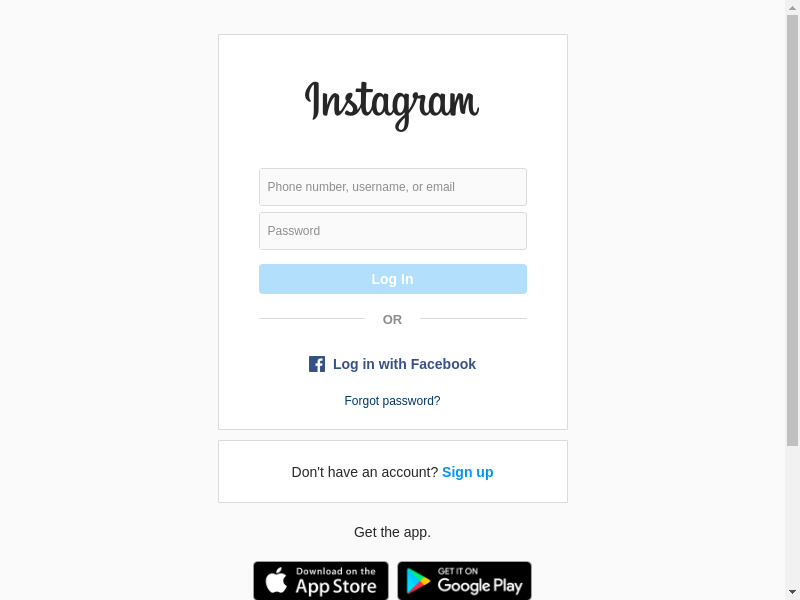 Instagram
Phone number, username, or email
Password
Log In
OR
Log in with Facebook
Forgot password?
Don't have an account? Sign up
Get the app.
Download on the
App Store
GET IT ON
Google Play